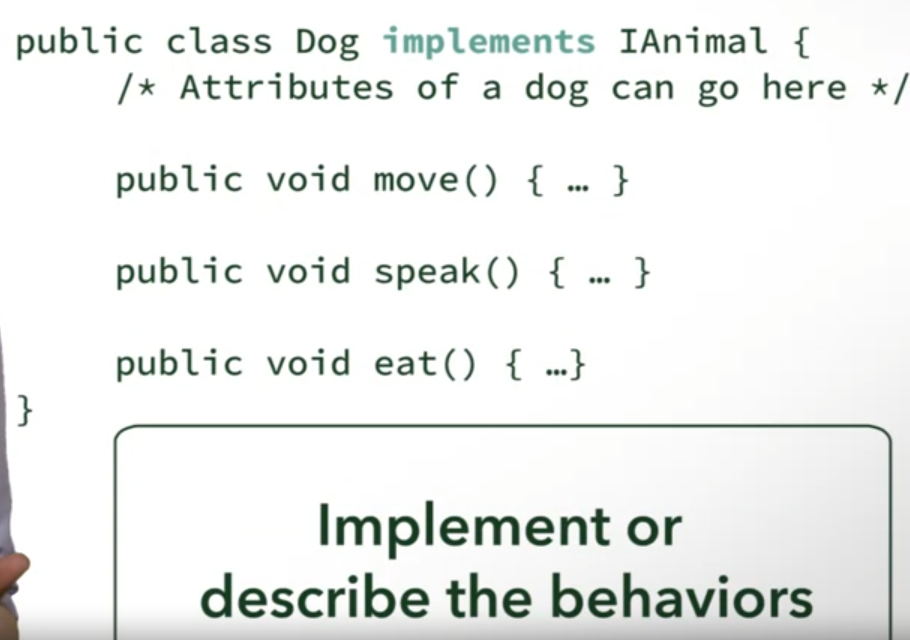 public class Dog implements IAnimal {
/* Attributes of a dog can go here */
public void move() { … }
public void speak() { … }
public void eat() { …}
}
Implement or
describe the behaviors